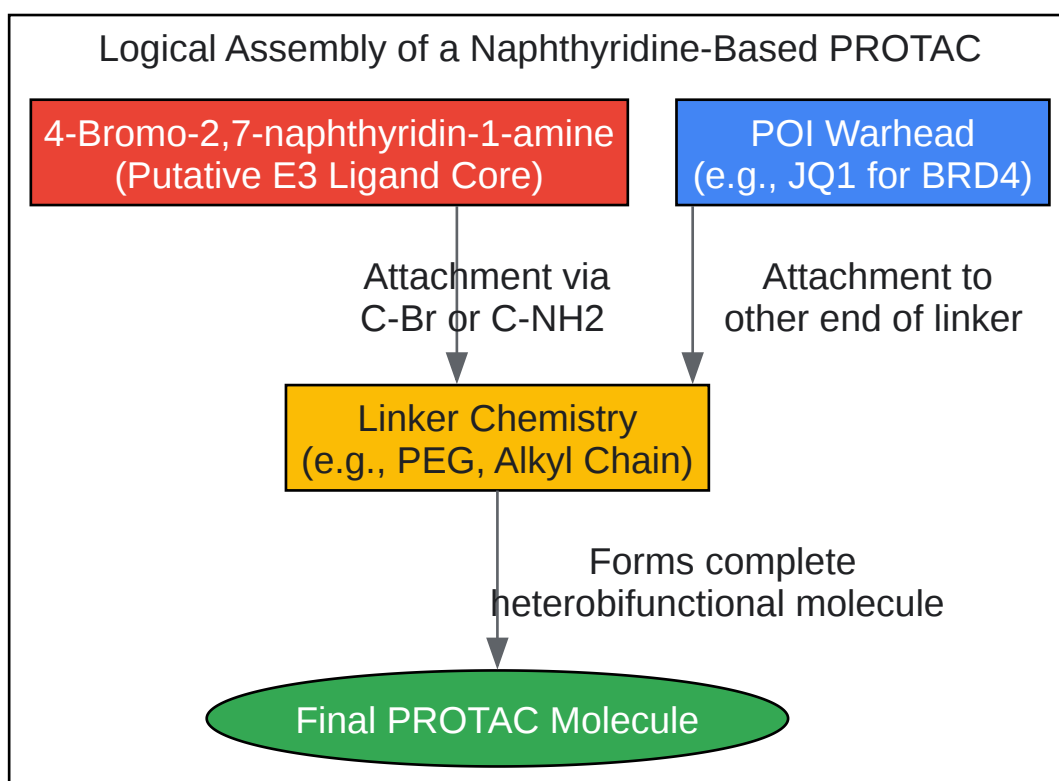 Logical Assembly of a Naphthyridine-Based PROTAC
4-Bromo-2,7-naphthyridin-1-amine
(Putative E3 Ligand Core)
POI Warhead
(e.g., JQ1 for BRD4)
Attachment via
C-Br or C-NH2
Attachment to
other end of linker
Linker Chemistry
(e.g., PEG, Alkyl Chain)
Forms complete
heterobifunctional molecule
Final PROTAC Molecule